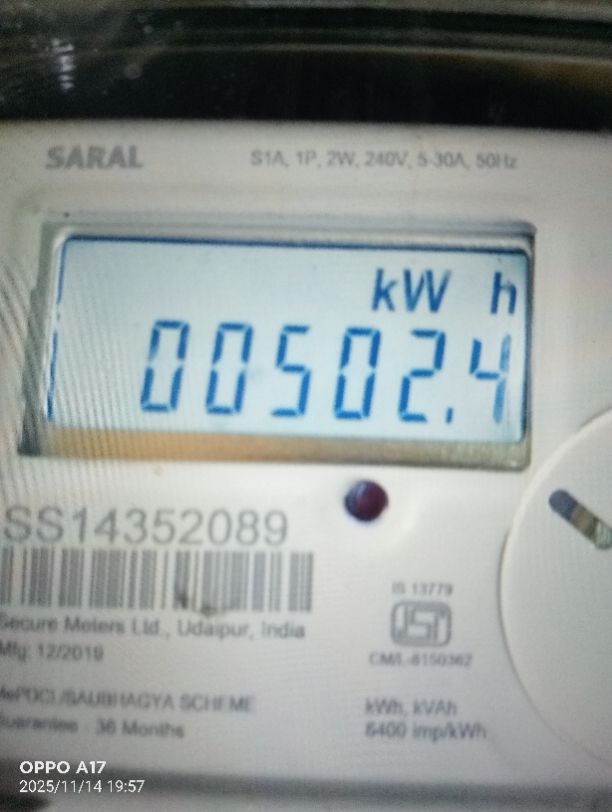 SARAL S1A, 1P, 2W, 240V, 5-30A, 50Hz
kW h
00502.4
SS14352089
Secure Meters Ltd., Udaipur, India
Mfg: 12/2019
IS 13779
ISI
CM/L-8150362
/SAUBHAGYA SCHEME
Guarantee : 36 Months
kWh, kVAh
6400 imp/kWh
OPPO A17
2025/11/14 19:57